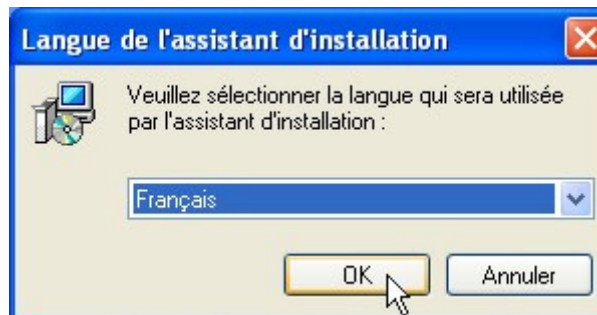 Langue de l'assistant d'installation
Veuillez sélectionner la langue qui sera utilisée
par l'assistant d'installation :
Français
OK
Annuler